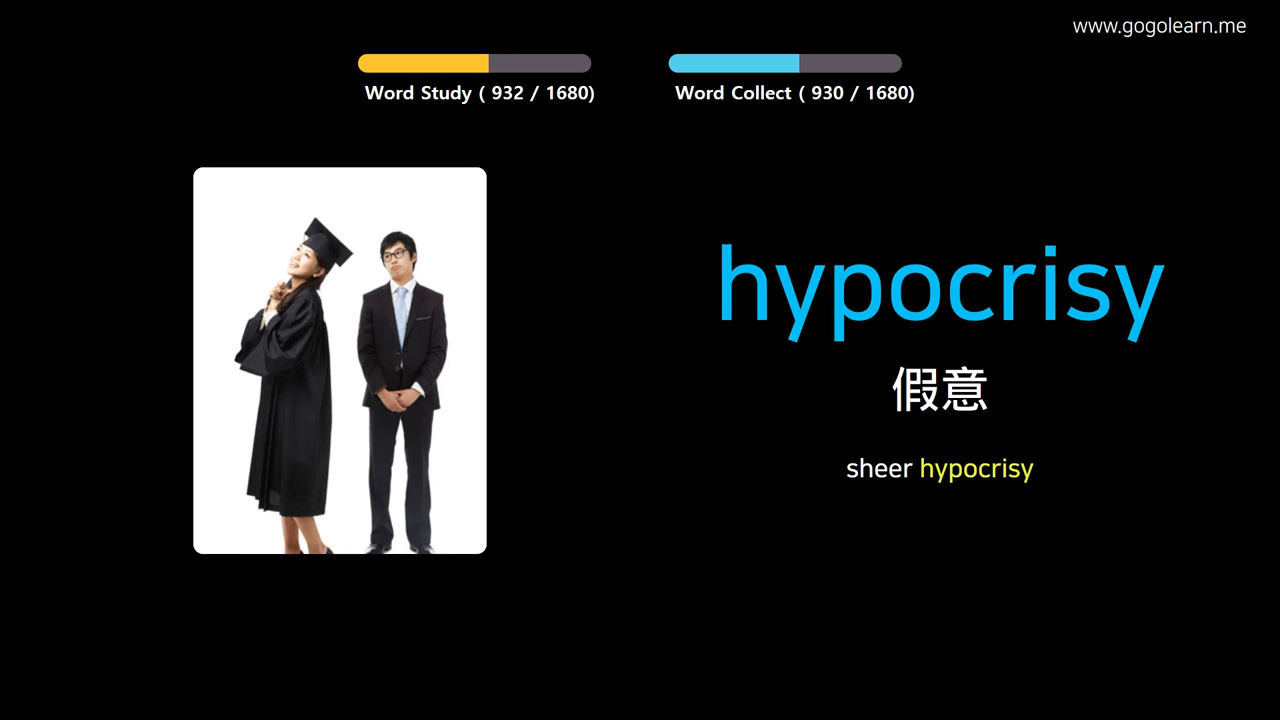 www.gogolearn.me
Word Study ( 932 / 1680)
Word Collect ( 930 / 1680)
hypocrisy
假意
sheer hypocrisy